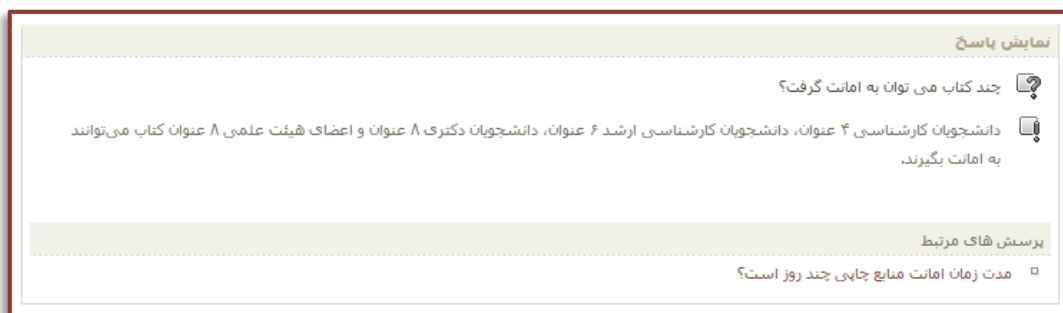 نمایش پاسخ
چند کتاب می توان به امانت گرفت؟
دانشجویان کارشناسی ۴ عنوان، دانشجویان کارشناسی ارشد ۶ عنوان، دانشجویان دکتری ۸ عنوان و اعضای هیئت علمی ۸ عنوان کتاب می‌توانند
به امانت بگیرند.
پرسش های مرتبط
مدت زمان امانت منابع چاپی چند روز است؟